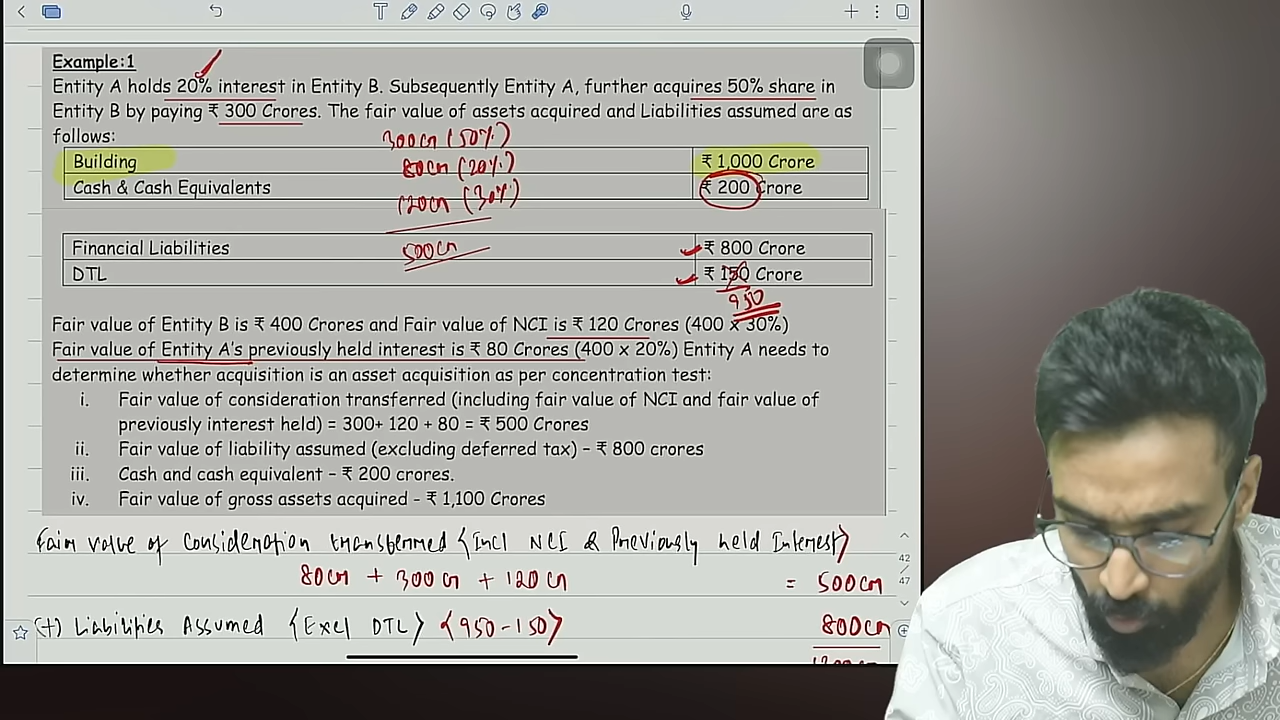 Example:1
Entity A holds 20% interest in Entity B. Subsequently Entity A, further acquires 50% share in
Entity B by paying ₹ 300 Crores. The fair value of assets acquired and Liabilities assumed are as
follows:
300cr (50%)
Building 80cr (20%) ₹ 1,000 Crore
Cash & Cash Equivalents 120cr (30%) ₹ 200 Crore
Financial Liabilities 500cr ₹ 800 Crore
DTL ₹ 150 Crore
950
Fair value of Entity B is ₹ 400 Crores and Fair value of NCI is ₹ 120 Crores (400 x 30%)
Fair value of Entity A's previously held interest is ₹ 80 Crores (400 x 20%) Entity A needs to
determine whether acquisition is an asset acquisition as per concentration test:
i. Fair value of consideration transferred (including fair value of NCI and fair value of
previously interest held) = 300+ 120 + 80 = ₹ 500 Crores
ii. Fair value of liability assumed (excluding deferred tax) – ₹ 800 crores
iii. Cash and cash equivalent – ₹ 200 crores.
iv. Fair value of gross assets acquired - ₹ 1,100 Crores
Fair value of consideration transferred {Incl NCI & Previously held Interest}
80cr + 300cr + 120cr = 500cr
(+) Liabilities Assumed {Excl DTL} {950-150} 800cr
42
47